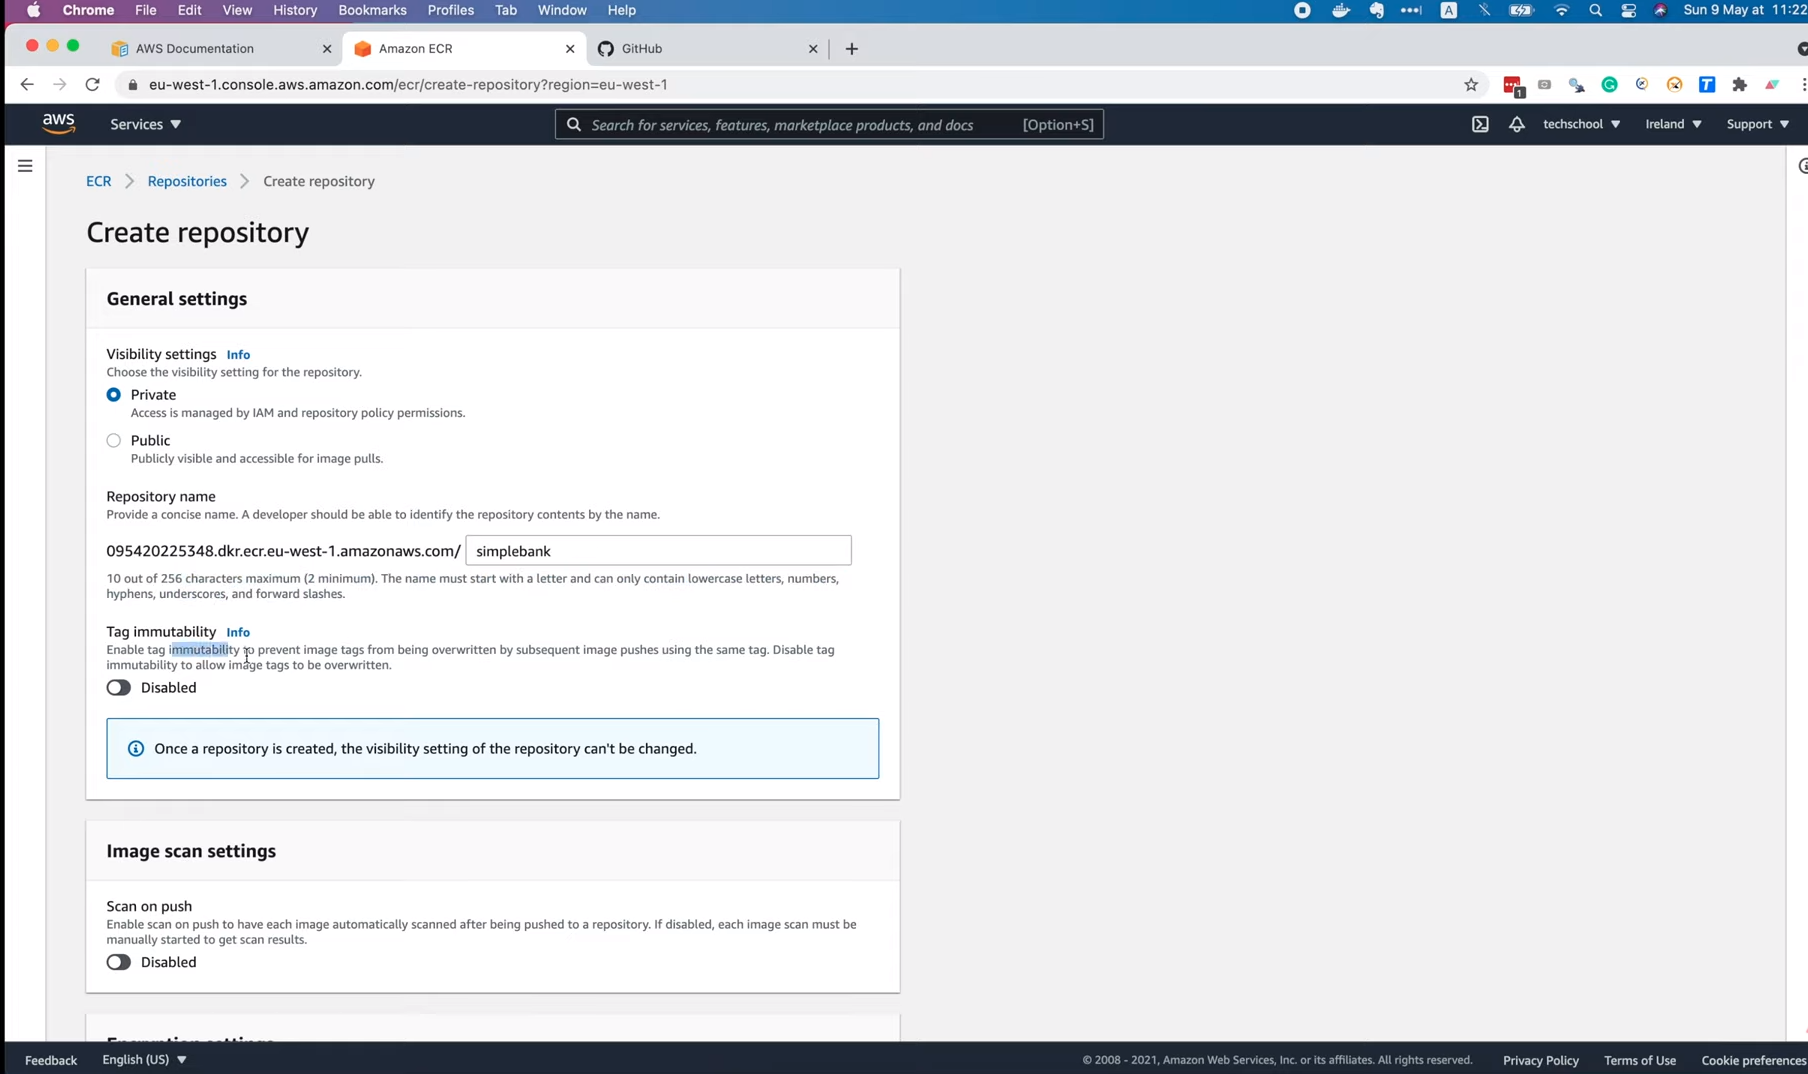 Chrome File Edit View History Bookmarks Profiles Tab Window Help
A
Sun 9 May at 11:22
AWS Documentation
Amazon ECR
GitHub
eu-west-1.console.aws.amazon.com/ecr/create-repository?region=eu-west-1
1
T
aws
Services
Search for services, features, marketplace products, and docs [Option+S]
techschool
Ireland
Support
ECR
Repositories
Create repository
Create repository
General settings
Visibility settings Info
Choose the visibility setting for the repository.
Private
Access is managed by IAM and repository policy permissions.
Public
Publicly visible and accessible for image pulls.
Repository name
Provide a concise name. A developer should be able to identify the repository contents by the name.
095420225348.dkr.ecr.eu-west-1.amazonaws.com/ simplebank
10 out of 256 characters maximum (2 minimum). The name must start with a letter and can only contain lowercase letters, numbers,
hyphens, underscores, and forward slashes.
Tag immutability Info
Enable tag immutability to prevent image tags from being overwritten by subsequent image pushes using the same tag. Disable tag
immutability to allow image tags to be overwritten.
Disabled
Once a repository is created, the visibility setting of the repository can't be changed.
Image scan settings
Scan on push
Enable scan on push to have each image automatically scanned after being pushed to a repository. If disabled, each image scan must be
manually started to get scan results.
Disabled
Encryption settings
Feedback
English (US)
© 2008 - 2021, Amazon Web Services, Inc. or its affiliates. All rights reserved.
Privacy Policy
Terms of Use
Cookie preferences